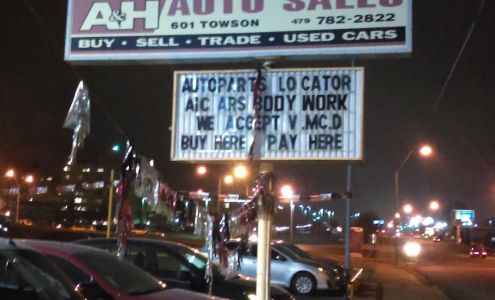 A&H AUTO SALES
601 TOWSON 479 782-2822
BUY - SELL - TRADE - USED CARS
AUTOPARTS LOCATOR
A.C ARS BODY WORK
WE ACCEPT V.MC.D
BUY HERE PAY HERE